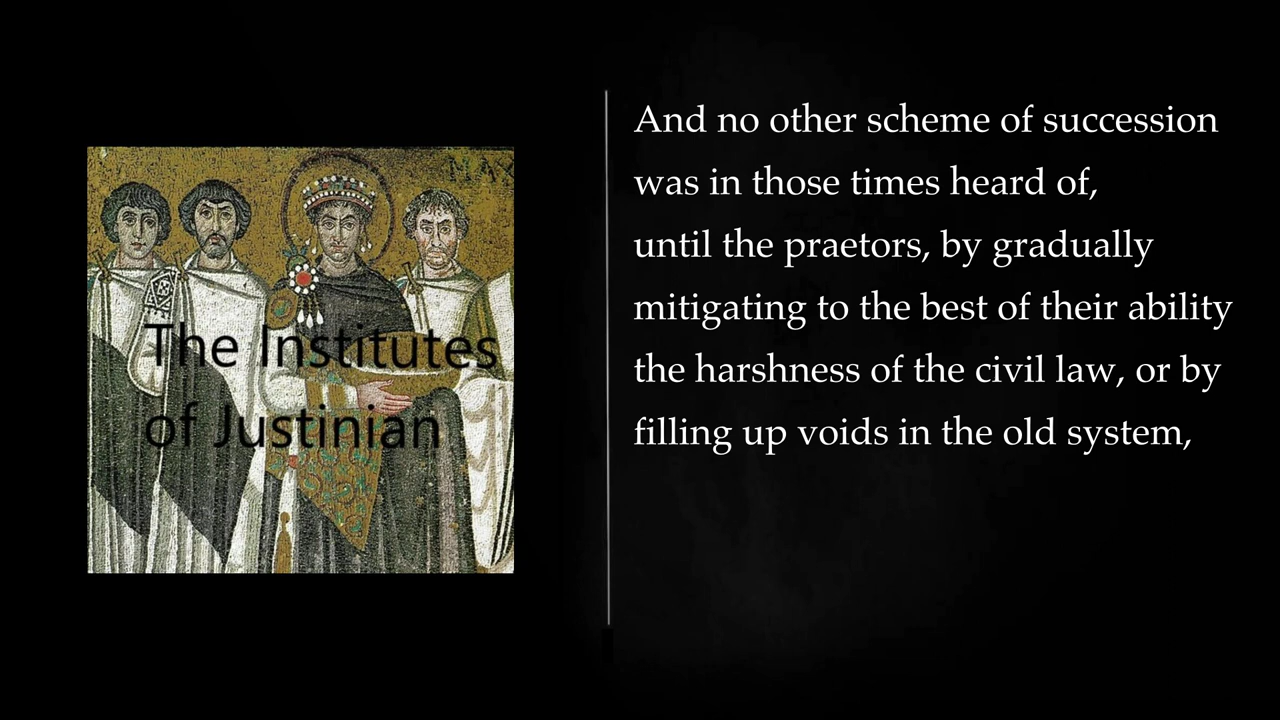 MAX
The Institutes
of Justinian
And no other scheme of succession
was in those times heard of,
until the praetors, by gradually
mitigating to the best of their ability
the harshness of the civil law, or by
filling up voids in the old system,